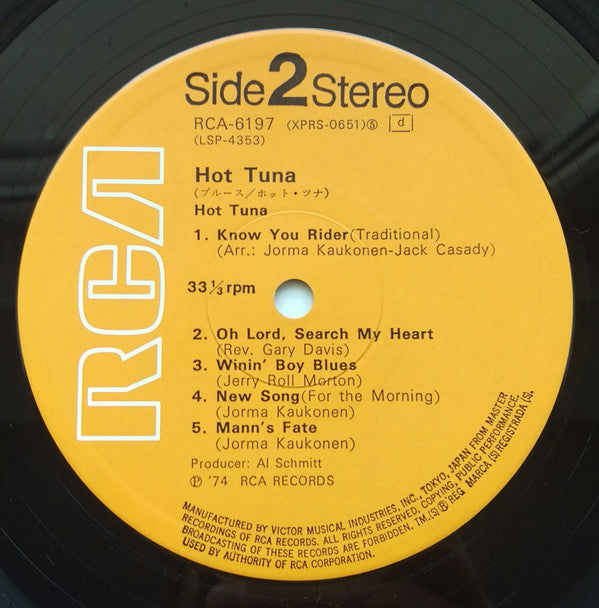 Side 2 Stereo
RCA-6197 (XPRS-0651)⑤ d
(LSP-4353)
Hot Tuna
(ブルース/ホット・ツナ)
Hot Tuna
1. Know You Rider(Traditional)
(Arr.: Jorma Kaukonen-Jack Casady)
33⅓rpm
2. Oh Lord, Search My Heart
(Rev. Gary Davis)
3. Winin' Boy Blues
(Jerry Roll Morton)
4. New Song(For the Morning)
(Jorma Kaukonen)
5. Mann's Fate
(Jorma Kaukonen)
Producer: Al Schmitt
Ⓟ '74 RCA RECORDS
RCA
MANUFACTURED BY VICTOR MUSICAL INDUSTRIES, INC., TOKYO, JAPAN FROM MASTER
RECORDINGS OF RCA RECORDS. ALL RIGHTS RESERVED, COPYING, PUBLIC PERFORMANCE,
BROADCASTING OF THESE RECORDS ARE FORBIDDEN. TM.(S)® REG MARCA (S) REGISTRADA (S).
USED BY AUTHORITY OF RCA CORPORATION.